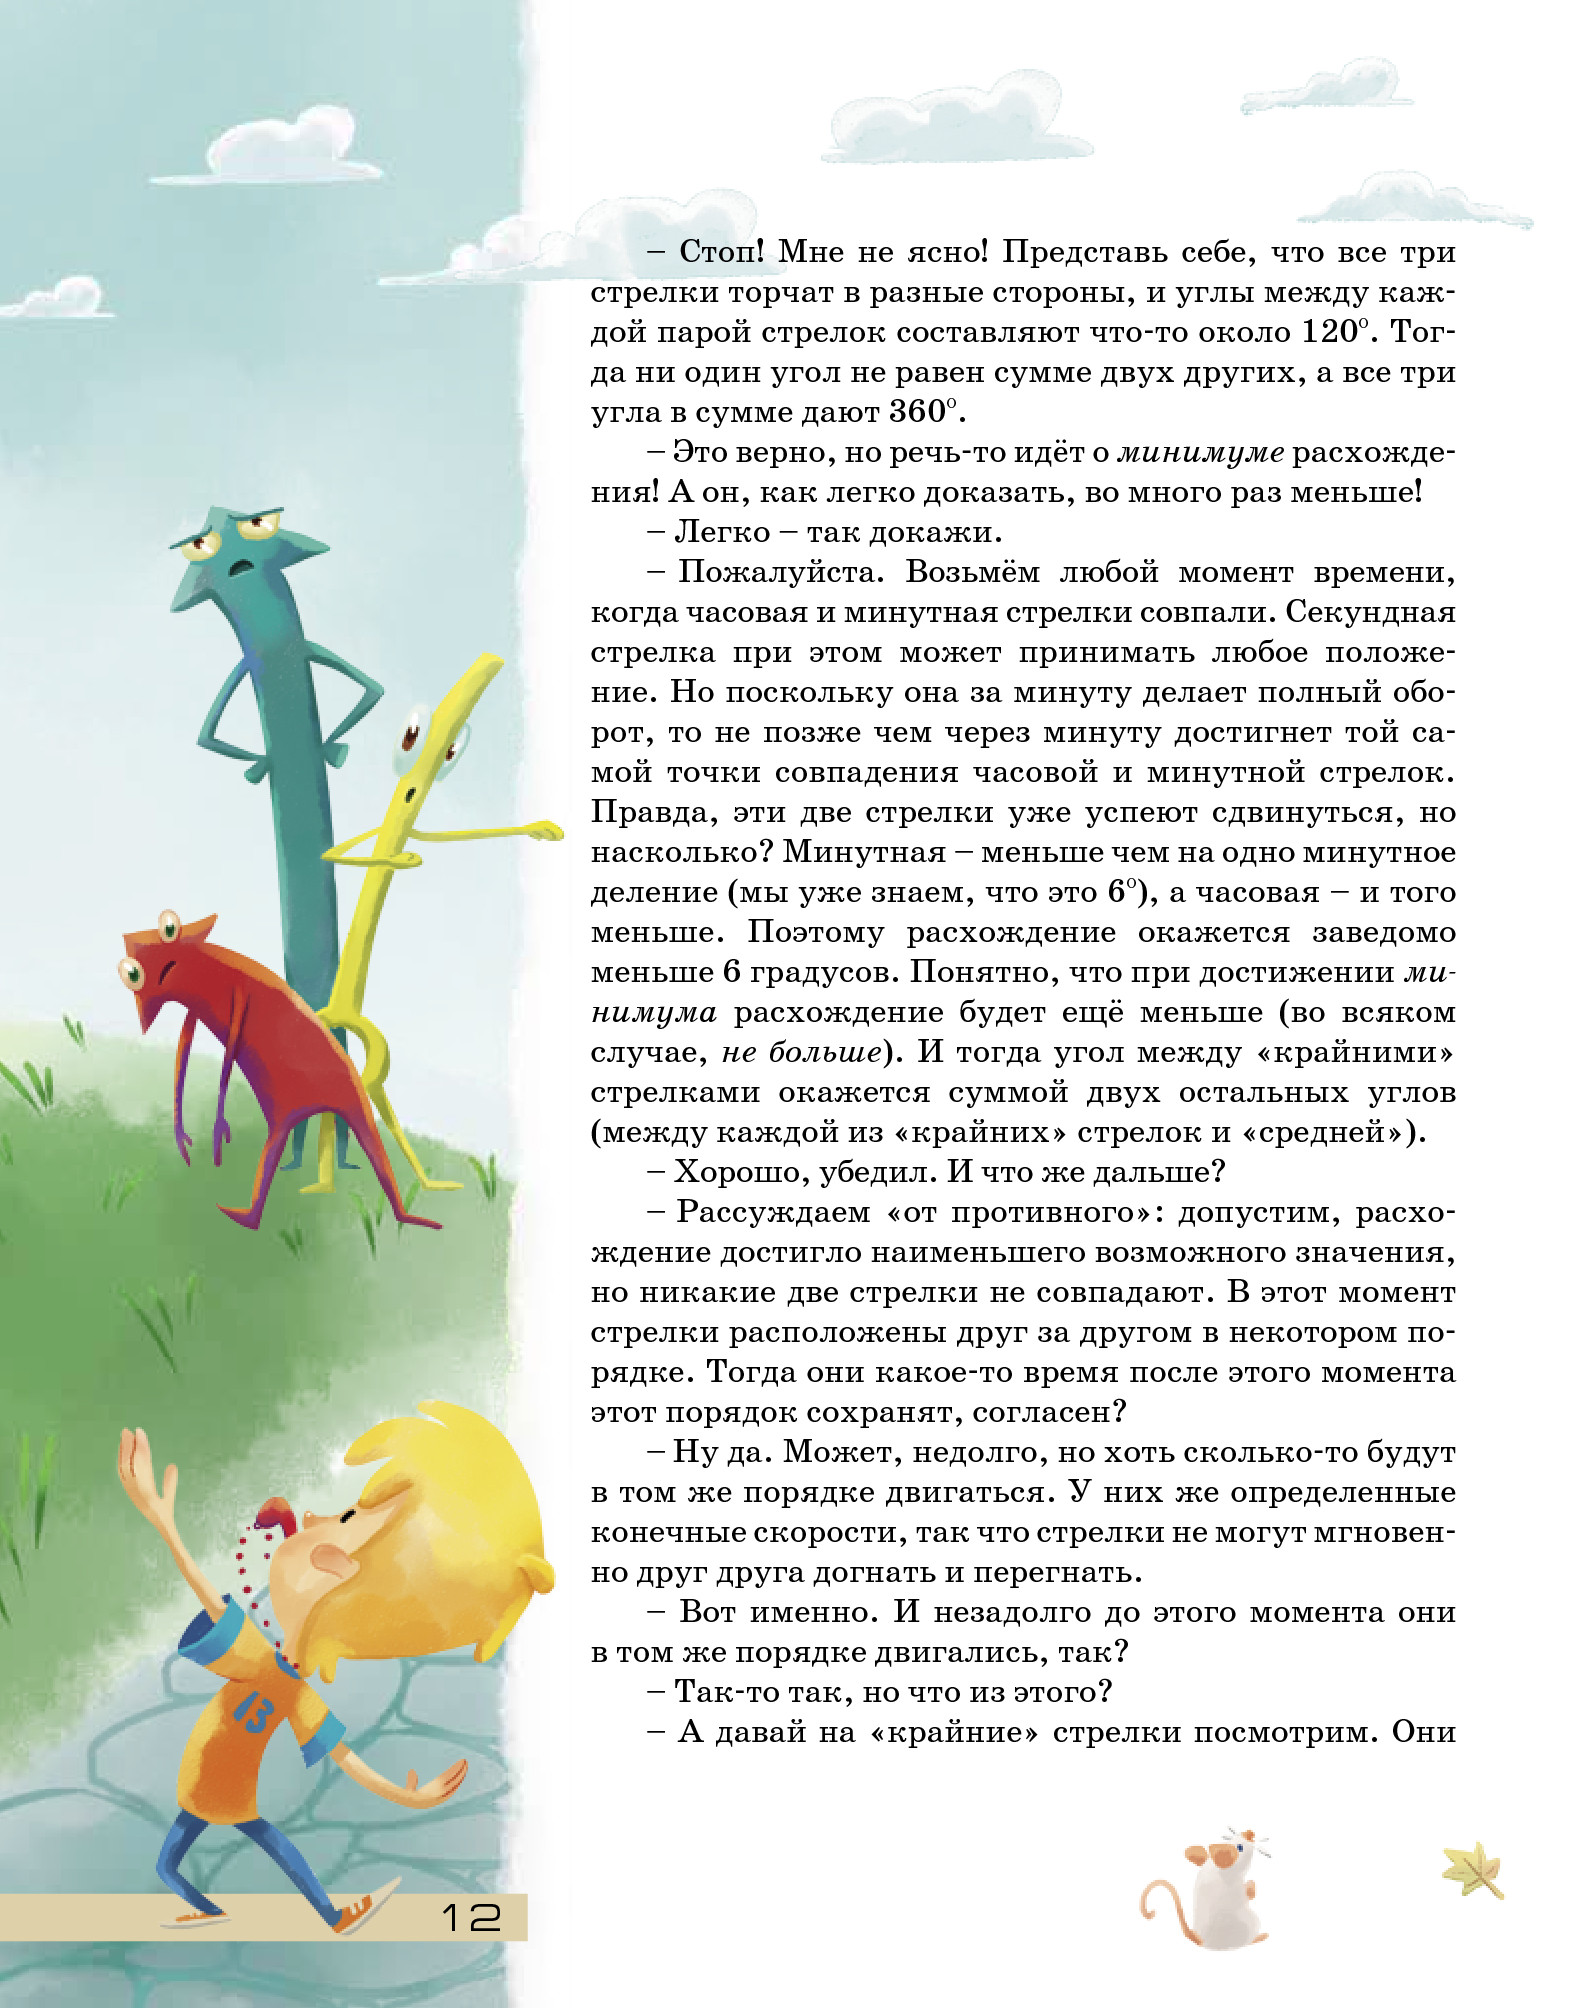 – Стоп! Мне не ясно! Представь себе, что все три
стрелки торчат в разные стороны, и углы между каж-
дой парой стрелок составляют что-то около 120°. Тог-
да ни один угол не равен сумме двух других, а все три
угла в сумме дают 360°.
– Это верно, но речь-то идёт о минимуме расхожде-
ния! А он, как легко доказать, во много раз меньше!
– Легко – так докажи.
– Пожалуйста. Возьмём любой момент времени,
когда часовая и минутная стрелки совпали. Секундная
стрелка при этом может принимать любое положе-
ние. Но поскольку она за минуту делает полный обо-
рот, то не позже чем через минуту достигнет той са-
мой точки совпадения часовой и минутной стрелок.
Правда, эти две стрелки уже успеют сдвинуться, но
насколько? Минутная – меньше чем на одно минутное
деление (мы уже знаем, что это 6°), а часовая – и того
меньше. Поэтому расхождение окажется заведомо
меньше 6 градусов. Понятно, что при достижении ми-
нимума расхождение будет ещё меньше (во всяком
случае, не больше). И тогда угол между «крайними»
стрелками окажется суммой двух остальных углов
(между каждой из «крайних» стрелок и «средней»).
– Хорошо, убедил. И что же дальше?
– Рассуждаем «от противного»: допустим, расхо-
ждение достигло наименьшего возможного значения,
но никакие две стрелки не совпадают. В этот момент
стрелки расположены друг за другом в некотором по-
рядке. Тогда они какое-то время после этого момента
этот порядок сохранят, согласен?
– Ну да. Может, недолго, но хоть сколько-то будут
в том же порядке двигаться. У них же определенные
конечные скорости, так что стрелки не могут мгновен-
но друг друга догнать и перегнать.
– Вот именно. И незадолго до этого момента они
в том же порядке двигались, так?
– Так-то так, но что из этого?
– А давай на «крайние» стрелки посмотрим. Они
13
12